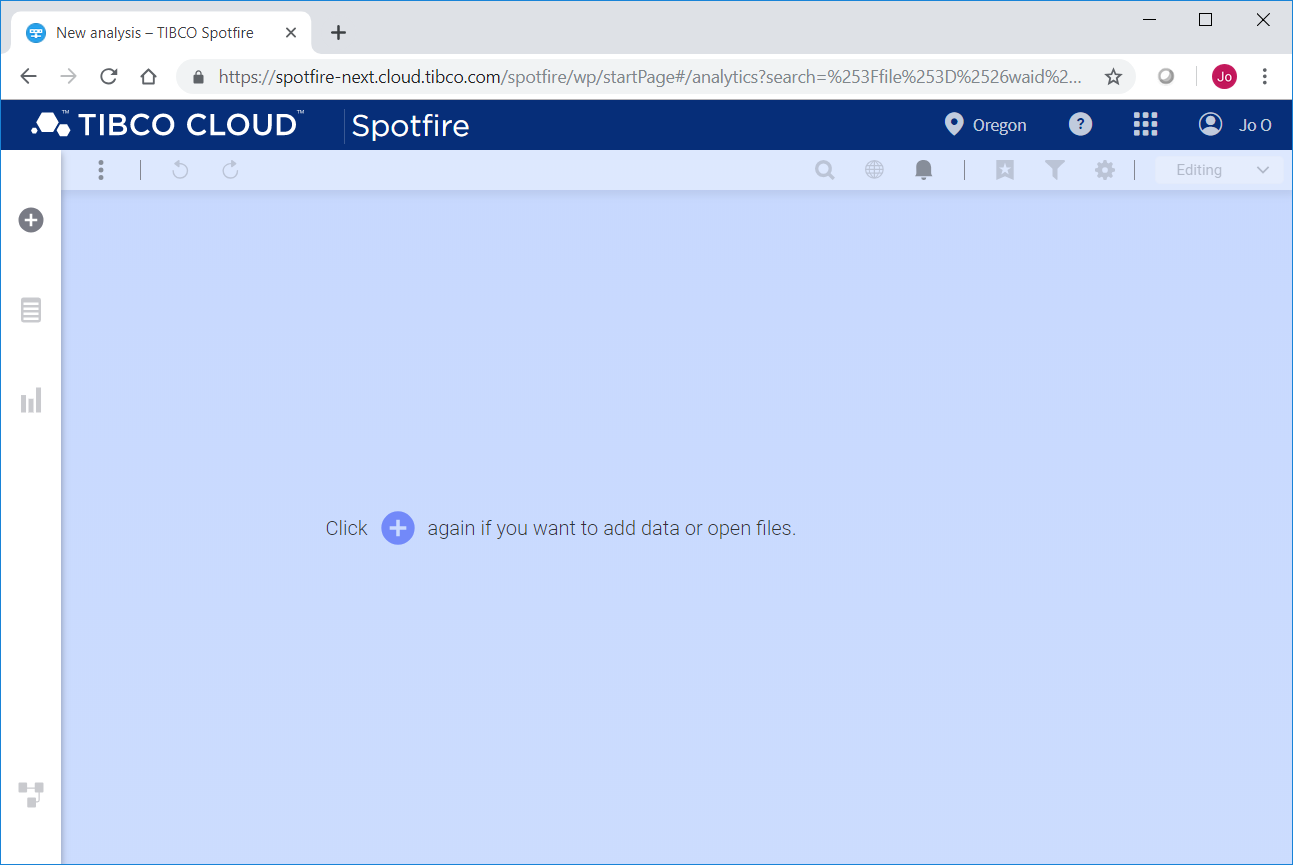 New analysis – TIBCO Spotfire
https://spotfire-next.cloud.tibco.com/spotfire/wp/startPage#/analytics?search=%253Ffile%253D%2526waid%2...
Jo
TIBCO CLOUD™ Spotfire
Oregon
?
Jo O
Editing
Click + again if you want to add data or open files.